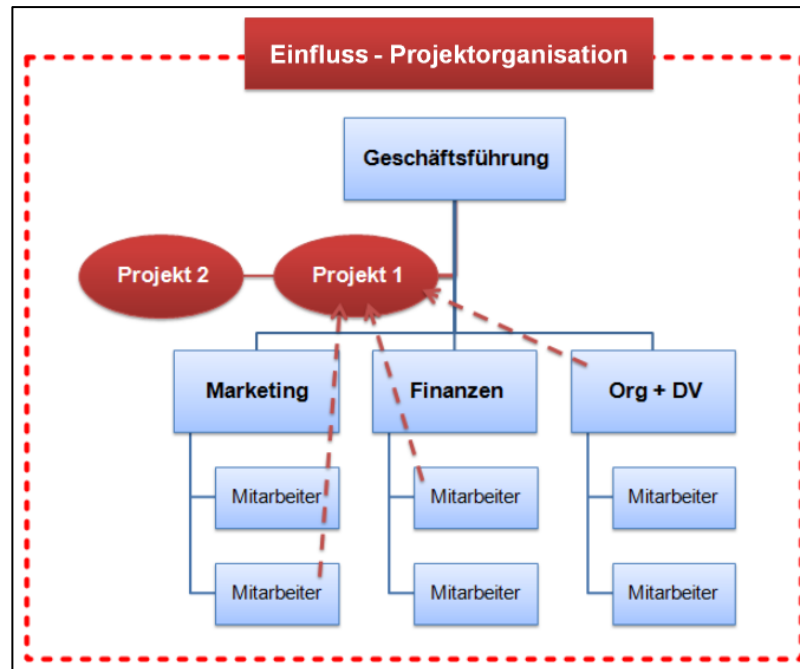 Einfluss - Projektorganisation
Geschäftsführung
Projekt 2
Projekt 1
Marketing
Finanzen
Org + DV
Mitarbeiter
Mitarbeiter
Mitarbeiter
Mitarbeiter
Mitarbeiter
Mitarbeiter